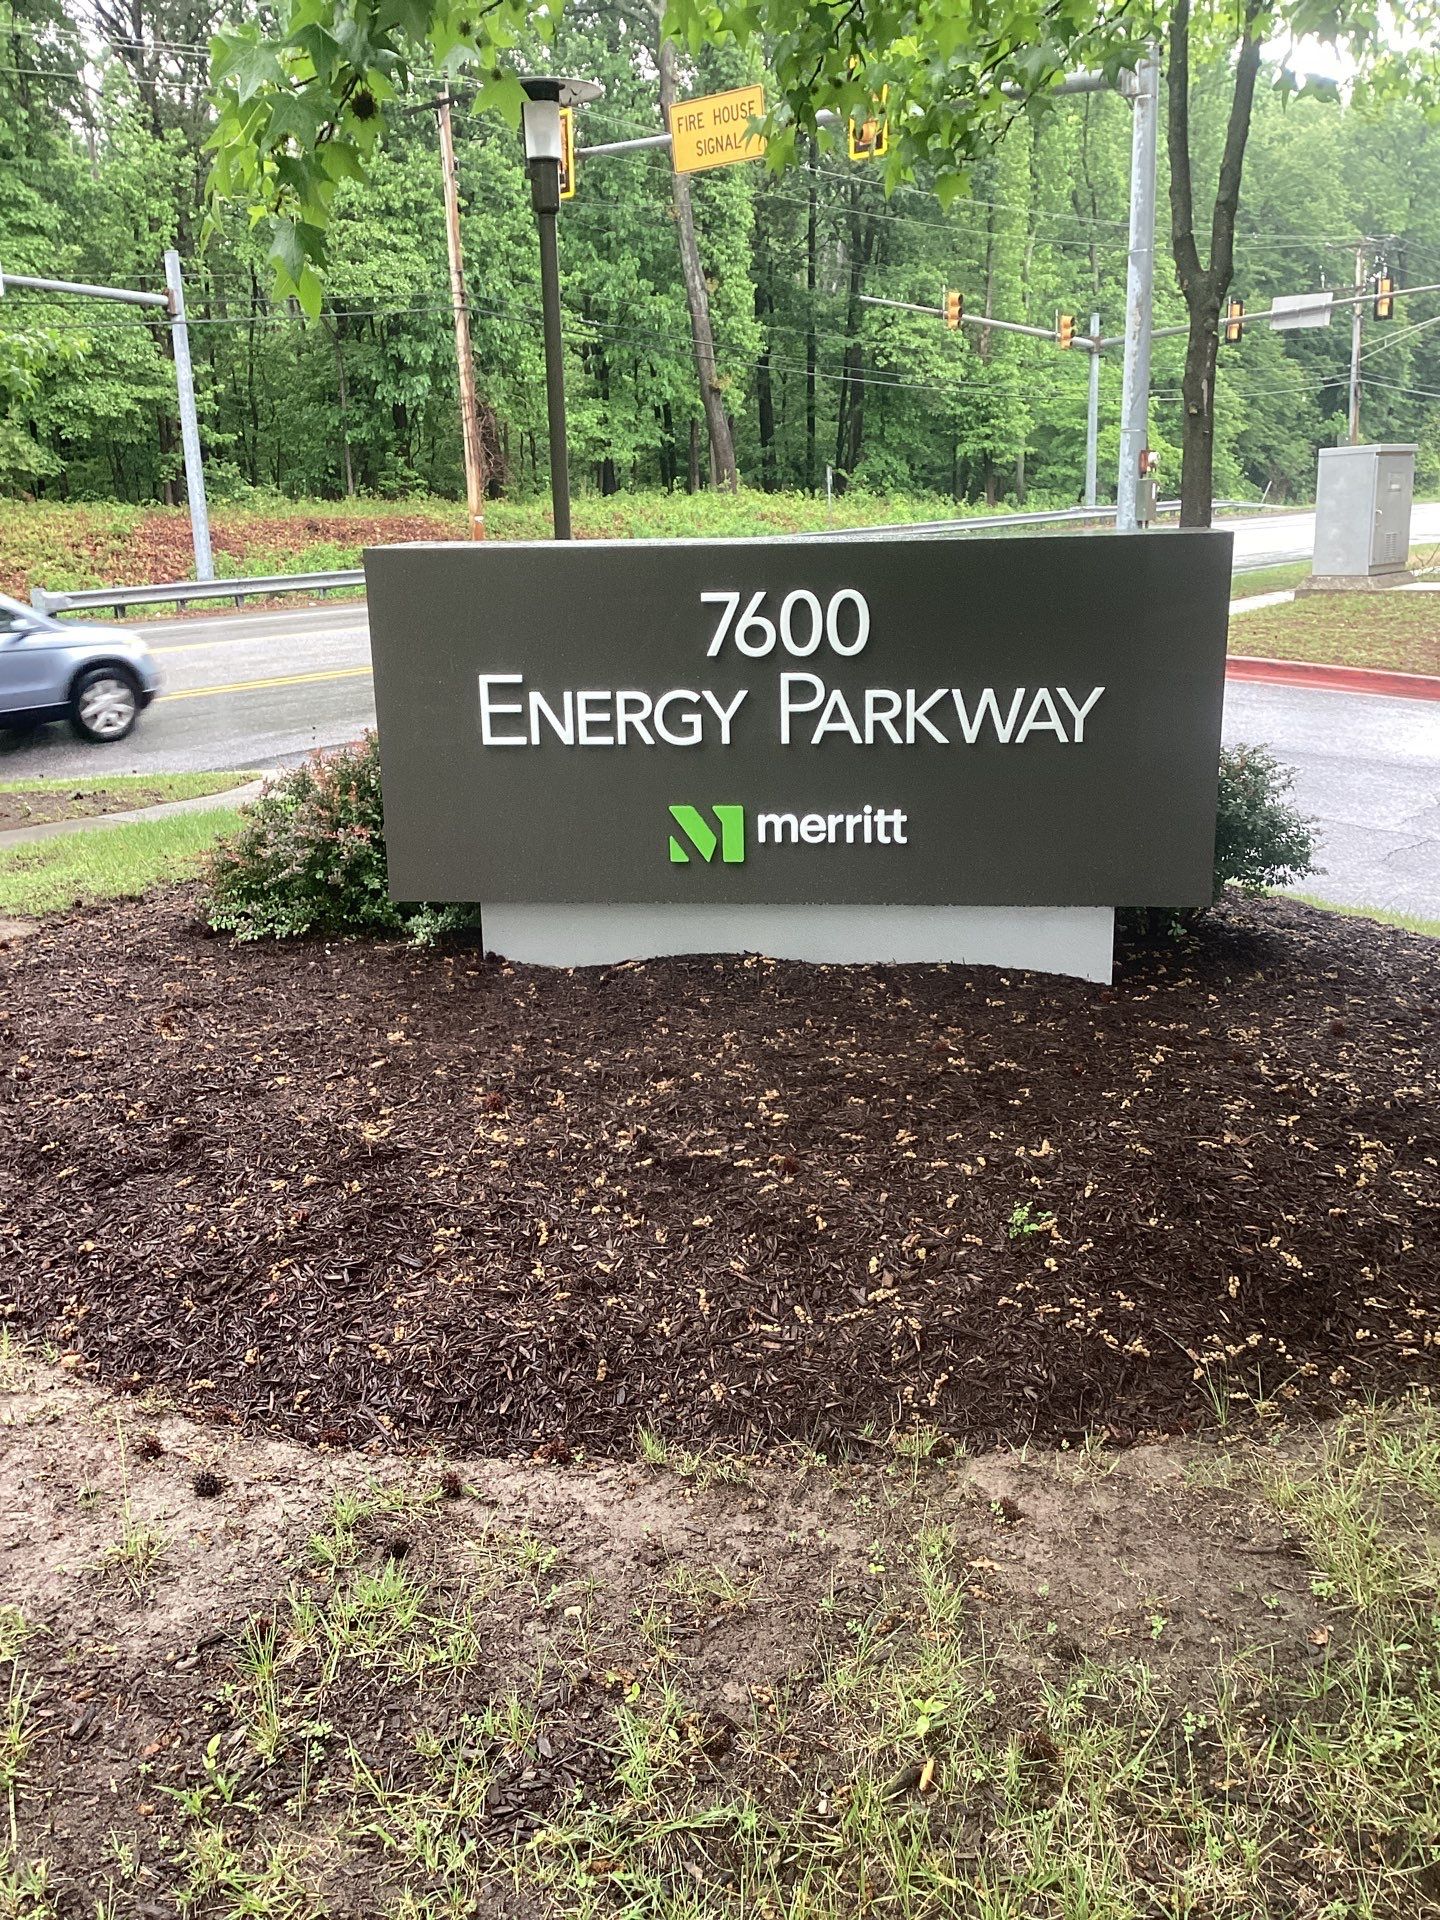 FIRE HOUSE
SIGNAL
7600
ENERGY PARKWAY
merritt